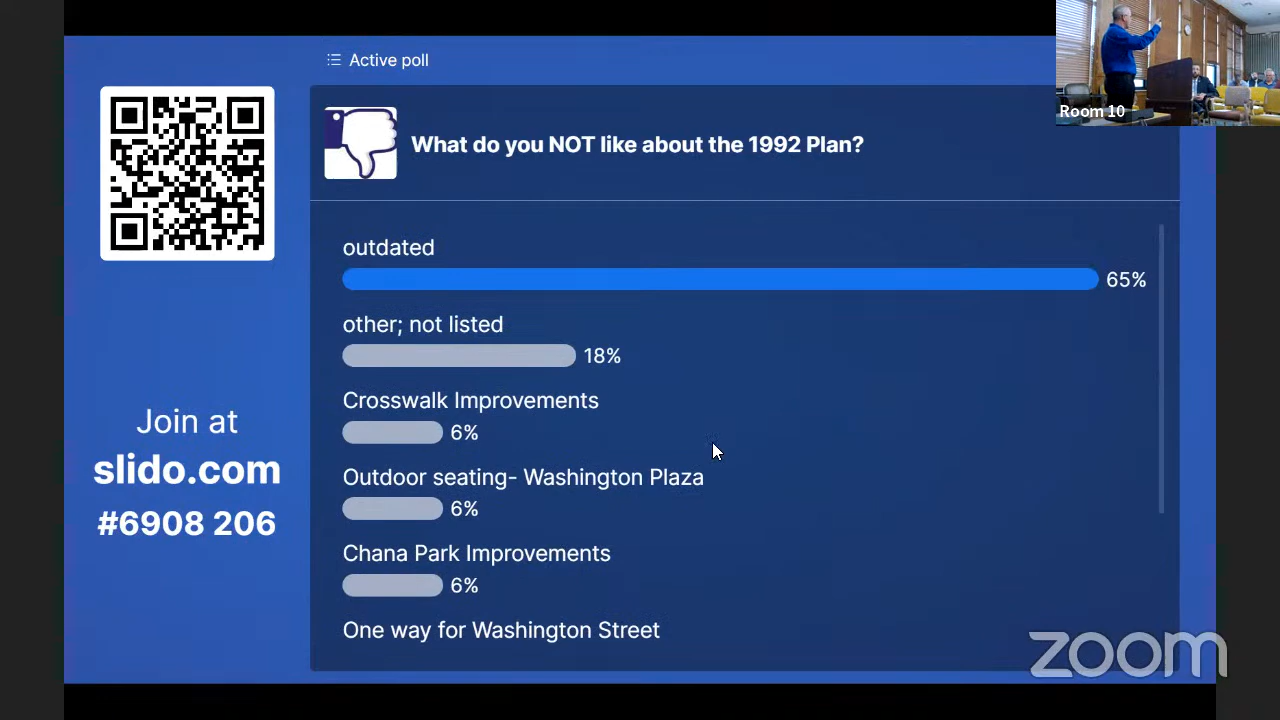 Active poll
Room 10
What do you NOT like about the 1992 Plan?
outdated
65%
other; not listed
18%
Crosswalk Improvements
6%
Outdoor seating- Washington Plaza
6%
Chana Park Improvements
6%
One way for Washington Street
Join at
slido.com
#6908 206
zoom